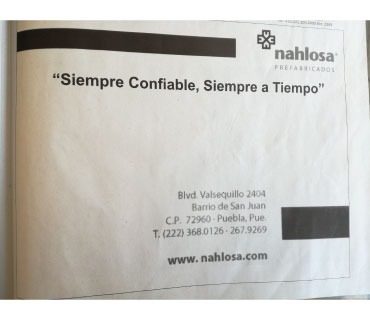 nahlosa®
PREFABRICADOS
“Siempre Confiable, Siempre a Tiempo”
Blvd. Valsequillo 2404
Barrio de San Juan
C.P. 72960 · Puebla, Pue.
T. (222) 368.0126 · 267.9269
www. nahlosa.com